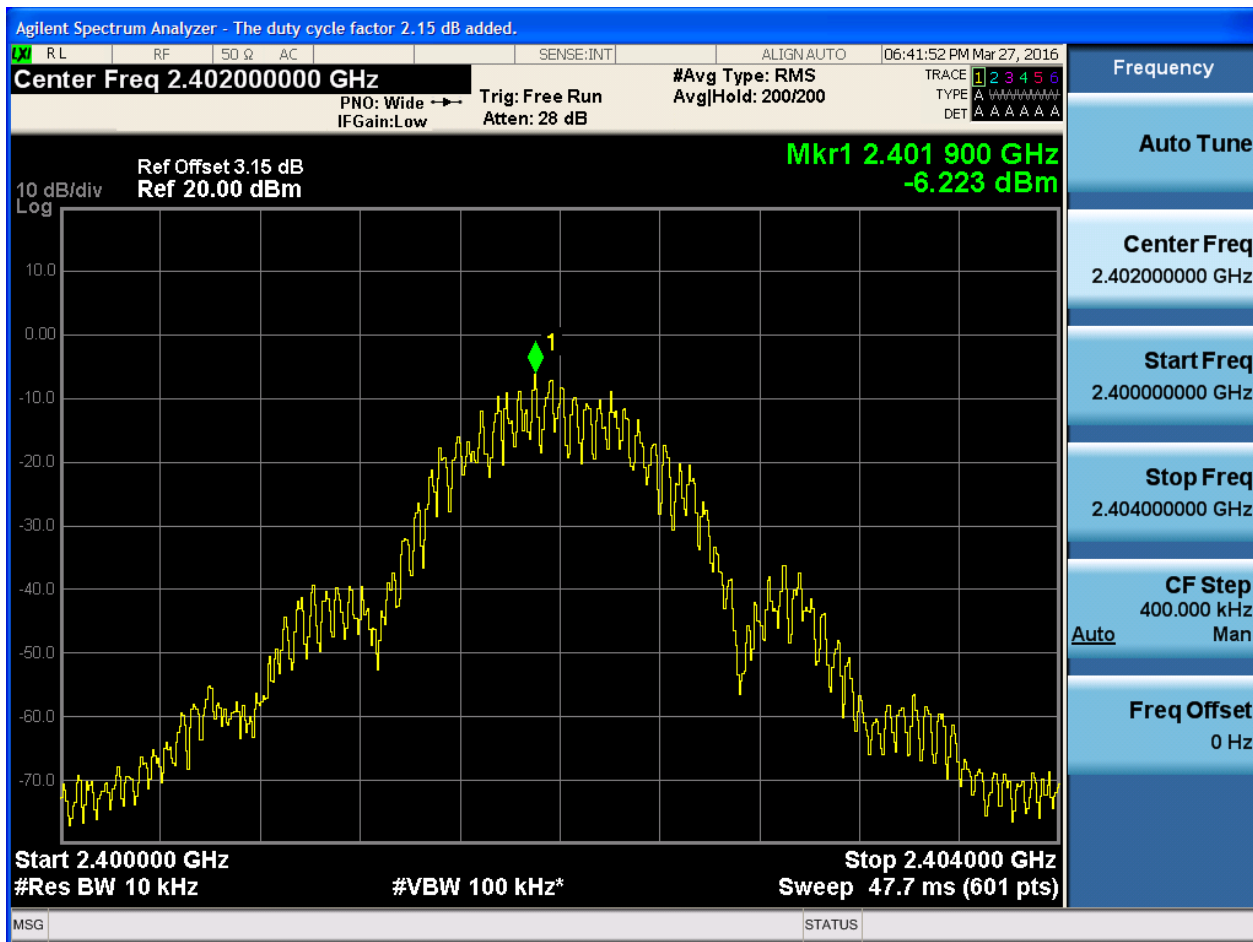 Agilent Spectrum Analyzer - The duty cycle factor 2.15 dB added.
LXI RL RF 50 Ω AC SENSE:INT ALIGN AUTO 06:41:52 PM Mar 27, 2016
Center Freq 2.402000000 GHz
PNO: Wide
IFGain:Low
Trig: Free Run
Atten: 28 dB
#Avg Type: RMS
Avg|Hold: 200/200
TRACE 1 2 3 4 5 6
TYPE A WWWWW
DET A A A A A A
Mkr1 2.401 900 GHz
-6.223 dBm
Ref Offset 3.15 dB
10 dB/div Ref 20.00 dBm
Log
10.0
0.00
-10.0
-20.0
-30.0
-40.0
-50.0
-60.0
-70.0
1
Start 2.400000 GHz
Stop 2.404000 GHz
#Res BW 10 kHz
#VBW 100 kHz*
Sweep 47.7 ms (601 pts)
MSG
STATUS
Frequency
Auto Tune
Center Freq
2.402000000 GHz
Start Freq
2.400000000 GHz
Stop Freq
2.404000000 GHz
CF Step
400.000 kHz
Auto Man
Freq Offset
0 Hz